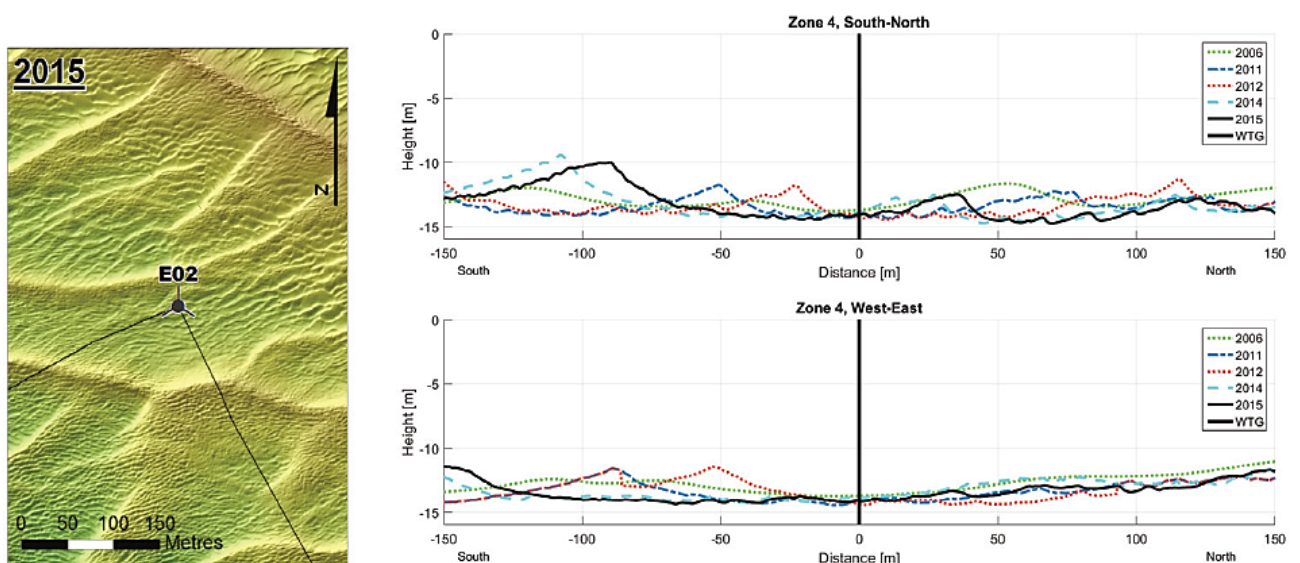 2015
N
E02
0 50 100 150
Metres
Zone 4, South-North
Height [m]
0
-5
-10
-15
-150 -100 -50 0 50 100 150
South Distance [m] North
2006
2011
2012
2014
2015
WTG
Zone 4, West-East
Height [m]
0
-5
-10
-15
-150 -100 -50 0 50 100 150
South Distance [m] North
2006
2011
2012
2014
2015
WTG